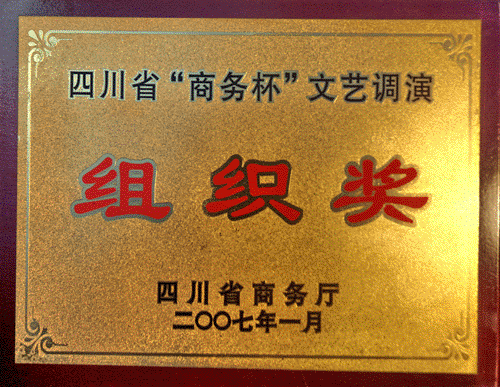 四川省“商务杯”文艺调演
组织奖
四川省商务厅
二〇〇七年一月